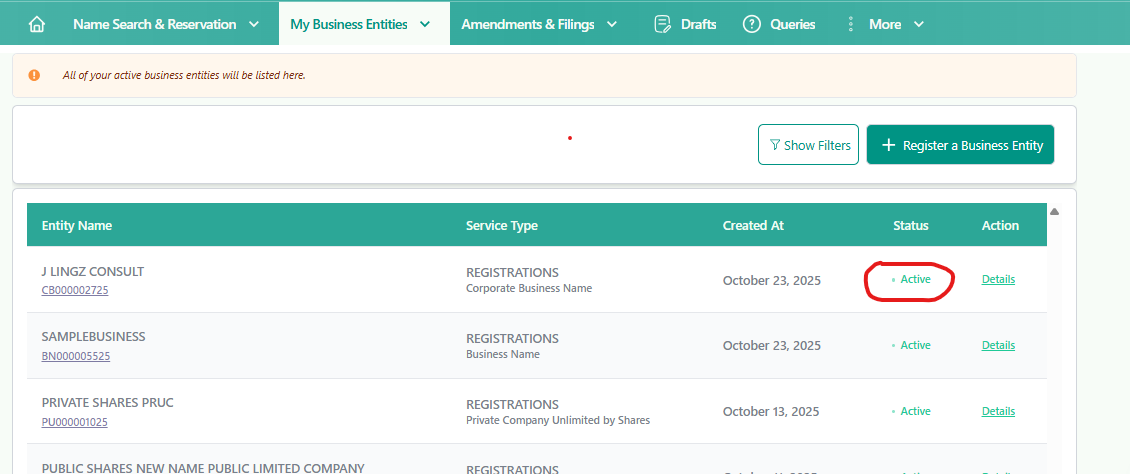 Name Search & Reservation My Business Entities Amendments & Filings Drafts Queries More
All of your active business entities will be listed here.
Show Filters + Register a Business Entity
Entity Name Service Type Created At Status Action
J LINGZ CONSULT REGISTRATIONS October 23, 2025 Active Details
CB000002725 Corporate Business Name
SAMPLEBUSINESS REGISTRATIONS October 23, 2025 Active Details
BN000005525 Business Name
PRIVATE SHARES PRUC REGISTRATIONS October 13, 2025 Active Details
PU000001025 Private Company Unlimited by Shares
PUBLIC SHARES NEW NAME PUBLIC LIMITED COMPANY REGISTRATIONS